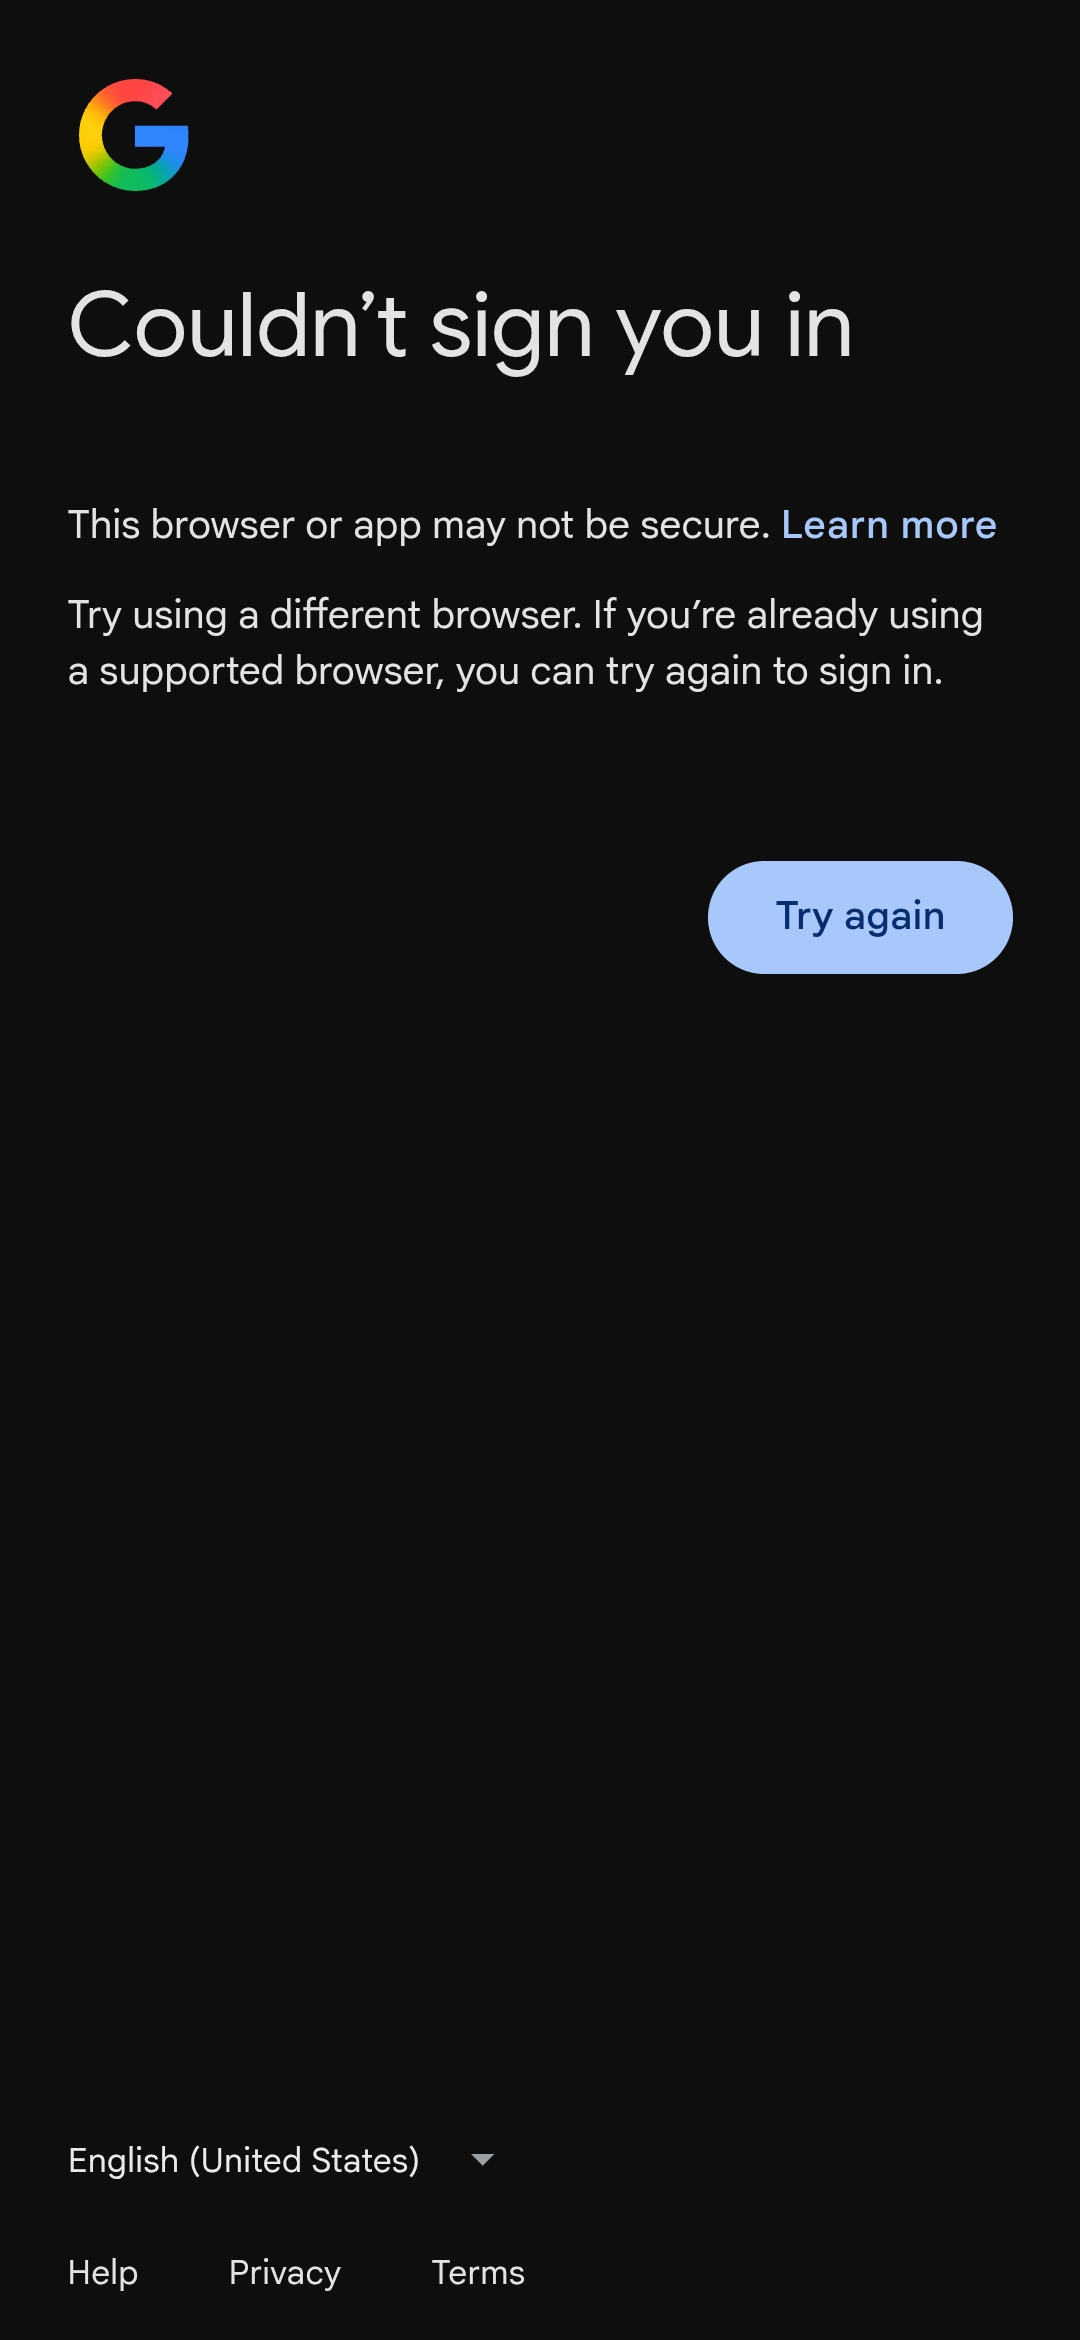 Couldn’t sign you in
This browser or app may not be secure. Learn more
Try using a different browser. If you’re already using
a supported browser, you can try again to sign in.
Try again
English (United States)
Help Privacy Terms